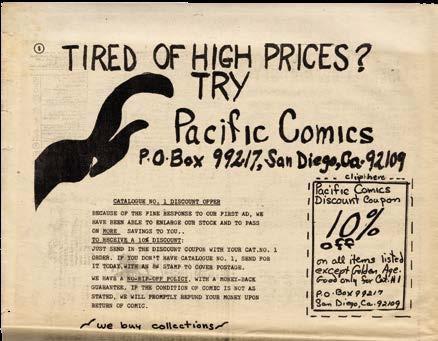 TIRED OF HIGH PRICES?
TRY
Pacific Comics
P.O. Box 99217, San Diego, Ca. 92109
CATALOGUE NO. 1 DISCOUNT OFFER
BECAUSE OF THE FINE RESPONSE TO OUR FIRST AD, WE
HAVE BEEN ABLE TO ENLARGE OUR STOCK AND TO PASS
ON MORE SAVINGS TO YOU..
TO RECEIVE A 10% DISCOUNT:
JUST SEND IN THE DISCOUNT COUPON WITH YOUR CAT.NO. 1
ORDER. IF YOU DON'T HAVE CATALOGUE NO. 1, SEND FOR
IT TODAY, WITH AN 8¢ STAMP TO COVER POSTAGE.
WE HAVE A NO-RIP-OFF POLICY, WITH A MONEY-BACK
GUARANTEE, IF THE CONDITION OF COMIC IS NOT AS
STATED, WE WILL PROMPTLY REFUND YOUR MONEY UPON
RETURN OF COMIC.
~we buy collections~
clip here
Pacific Comics
Discount Coupon
10%
off
on all items listed
except Golden Age.
Good only for Cat. #1
P.O. Box 99217
San Diego, Ca. 92109